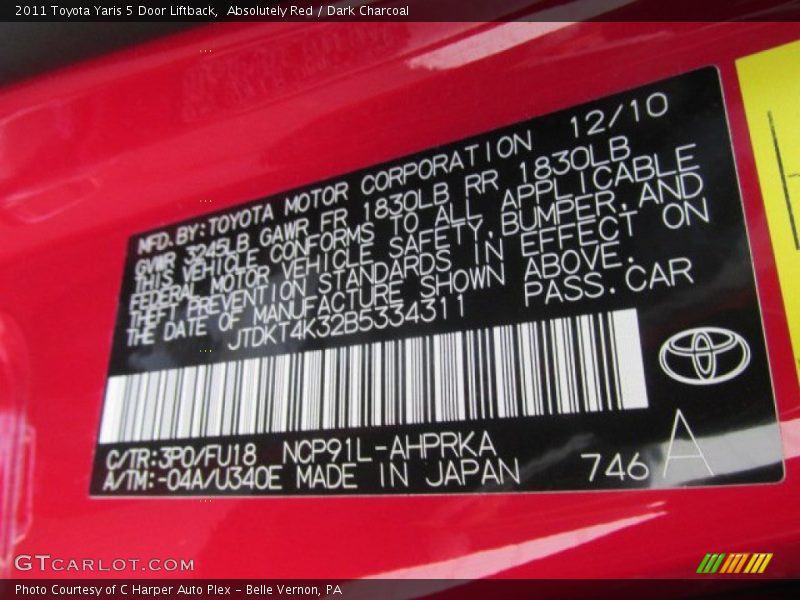 2011 Toyota Yaris 5 Door Liftback,  Absolutely Red / Dark Charcoal
MFD.BY:TOYOTA MOTOR CORPORATION 12/10
GVWR 3245LB GAWR FR 1830LB RR 1830LB
THIS VEHICLE CONFORMS TO ALL APPLICABLE
FEDERAL MOTOR VEHICLE SAFETY,BUMPER,AND
THEFT PREVENTION STANDARDS IN EFFECT ON
THE DATE OF MANUFACTURE SHOWN ABOVE.
JTDKT4K32B5334311 PASS.CAR
C/TR:3P0/FU18 NCP91L-AHPRKA
A/TM:-04A/U340E MADE IN JAPAN 746 A
GTCARLOT.COM
Photo Courtesy of C Harper Auto Plex - Belle Vernon, PA